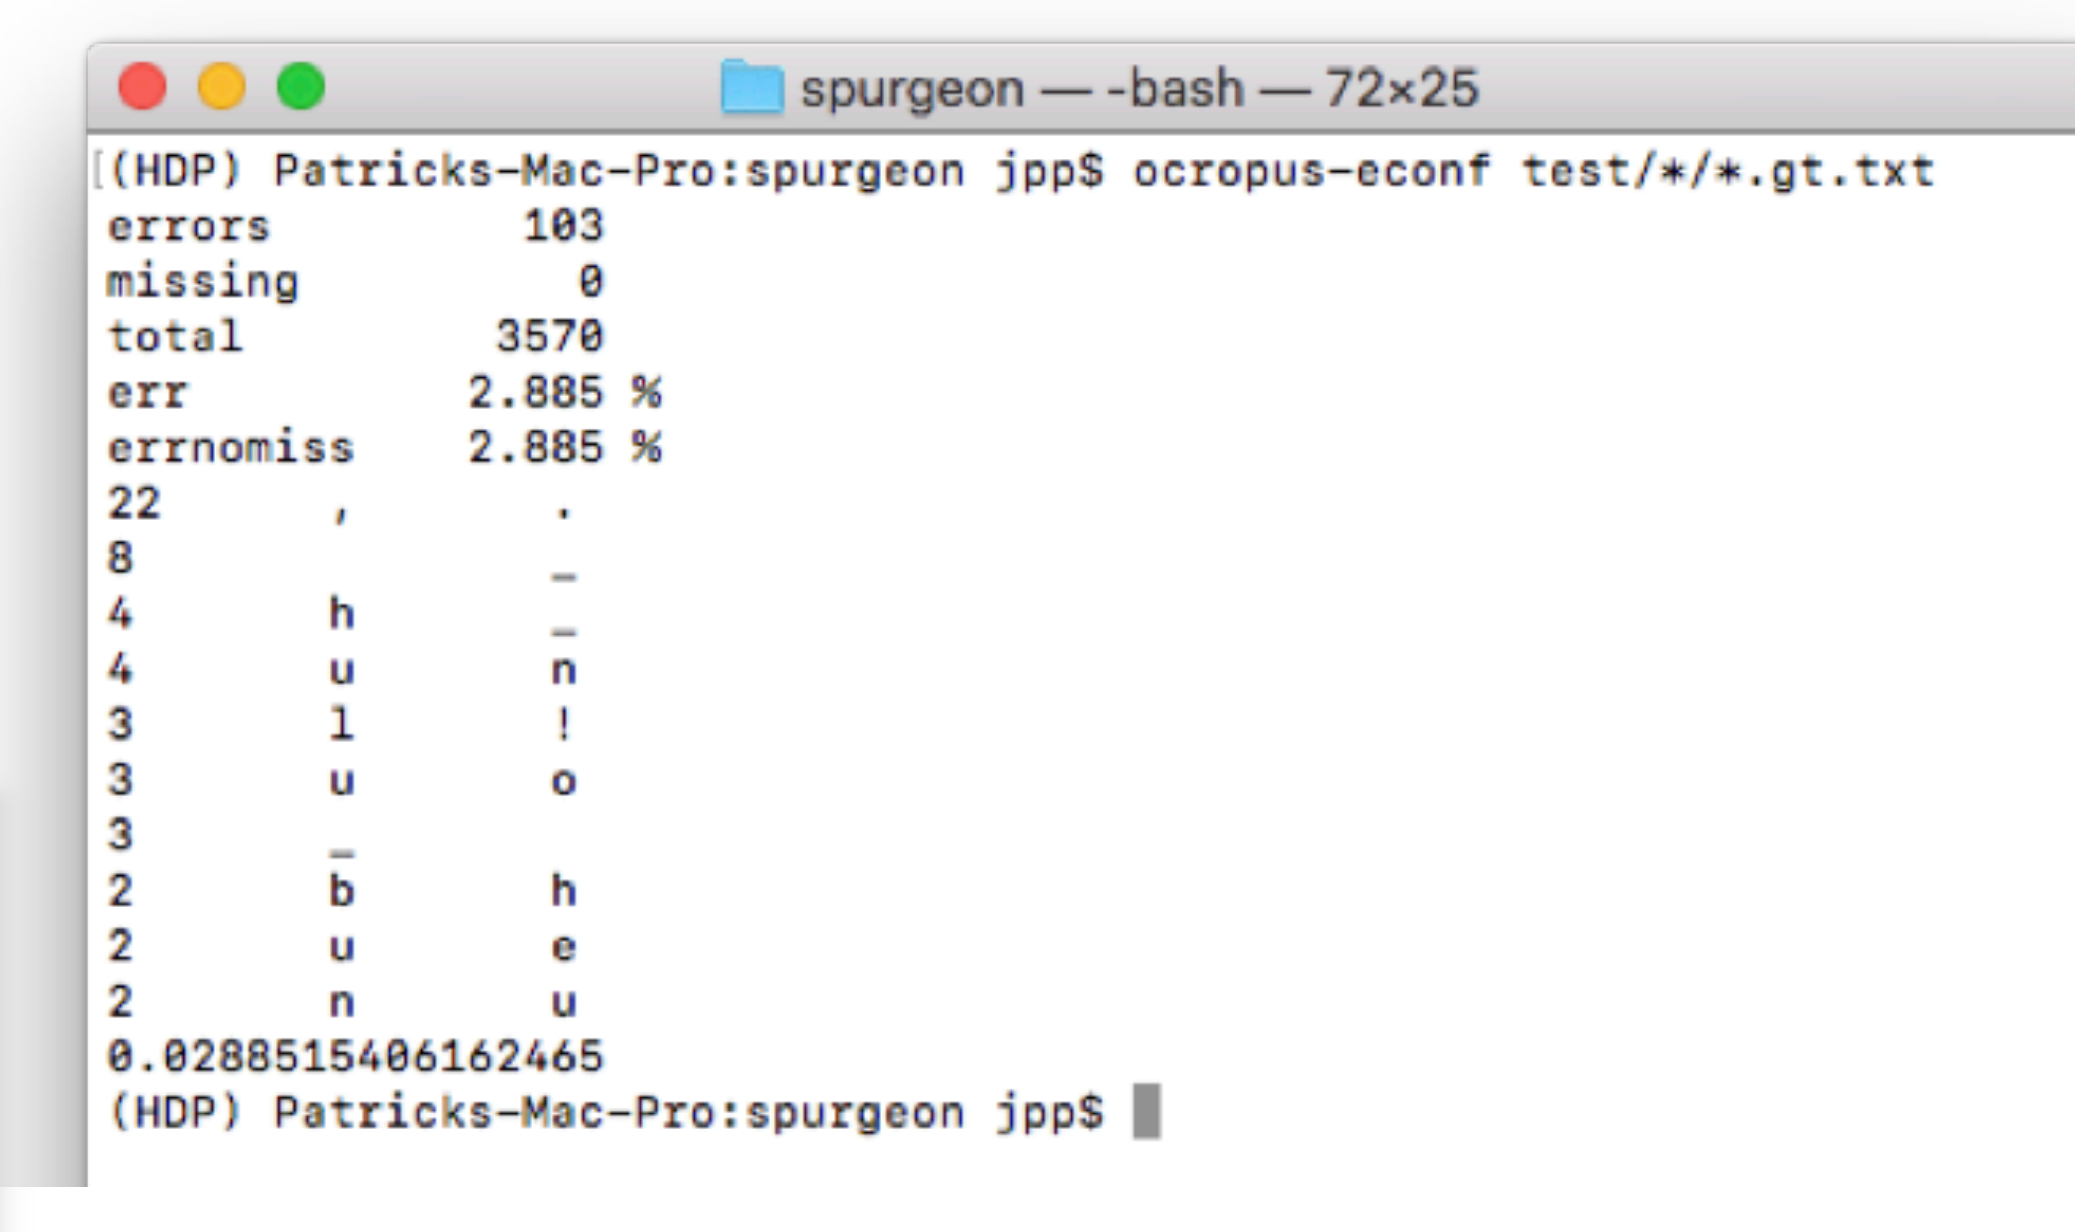 spurgeon — -bash — 72×25
[(HDP) Patricks-Mac-Pro:spurgeon jpp$ ocropus-econf test/*/*.gt.txt
errors 103
missing 0
total 3570
err 2.885 %
errnomiss 2.885 %
22 , .
8 _
4 h _
4 u n
3 l !
3 u o
3 _
2 b h
2 u e
2 n u
0.0288515406162465
(HDP) Patricks-Mac-Pro:spurgeon jpp$